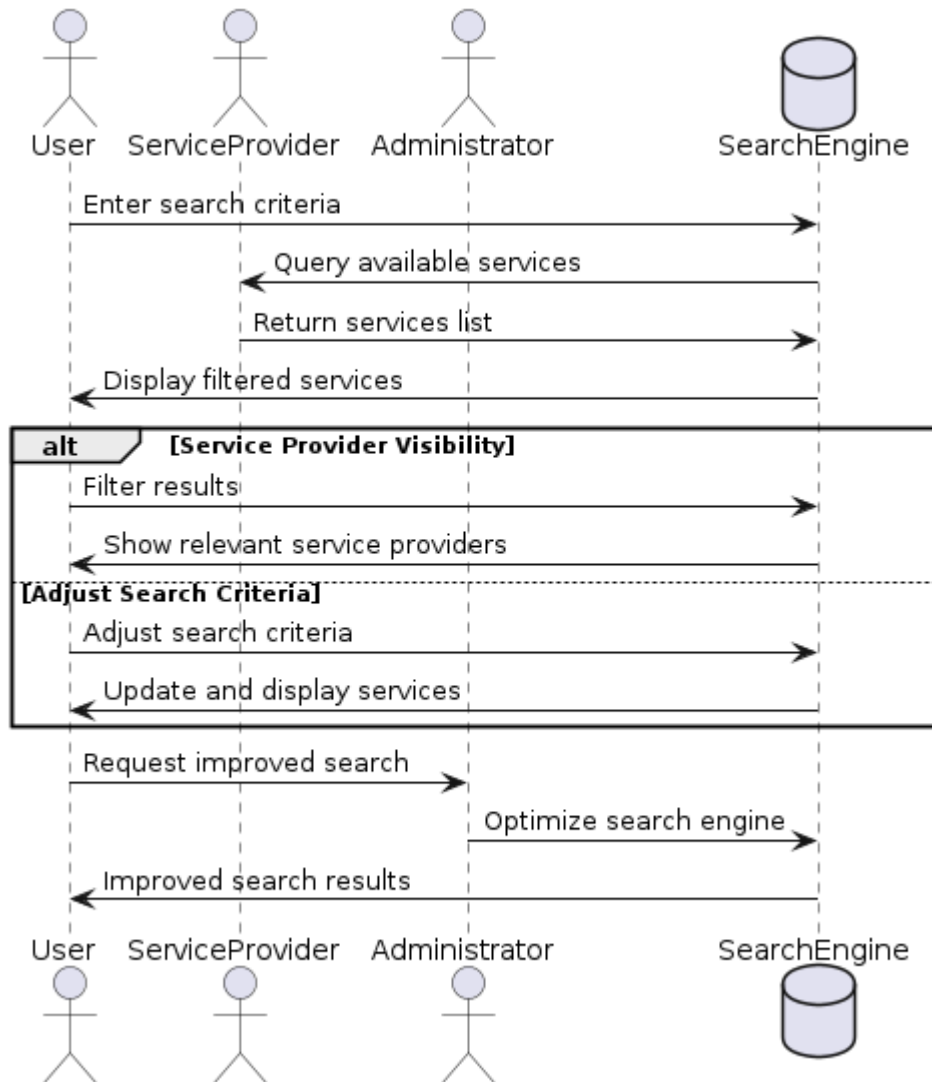 User ServiceProvider Administrator SearchEngine
Enter search criteria
Query available services
Return services list
Display filtered services
alt [Service Provider Visibility]
Filter results
Show relevant service providers
[Adjust Search Criteria]
Adjust search criteria
Update and display services
Request improved search
Optimize search engine
Improved search results
User ServiceProvider Administrator SearchEngine